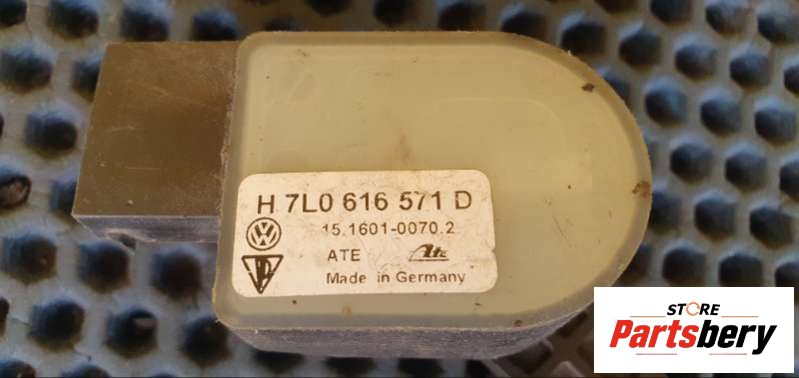 H 7L0 616 571 D
15.1601-0070.2
ATE Ate
Made in Germany
STORE
Partsbery